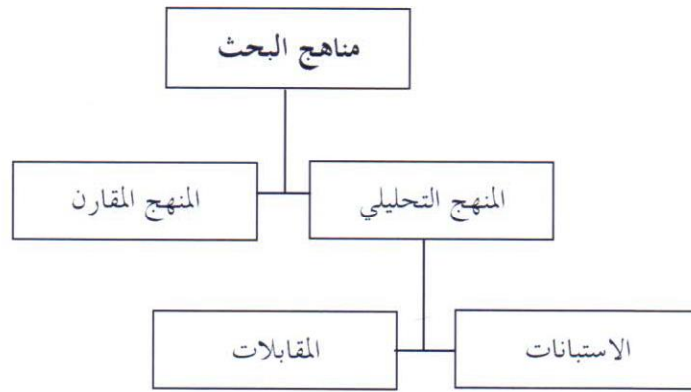 مناهج البحث
المنهج التحليلي
المنهج المقارن
الاستبانات
المقابلات